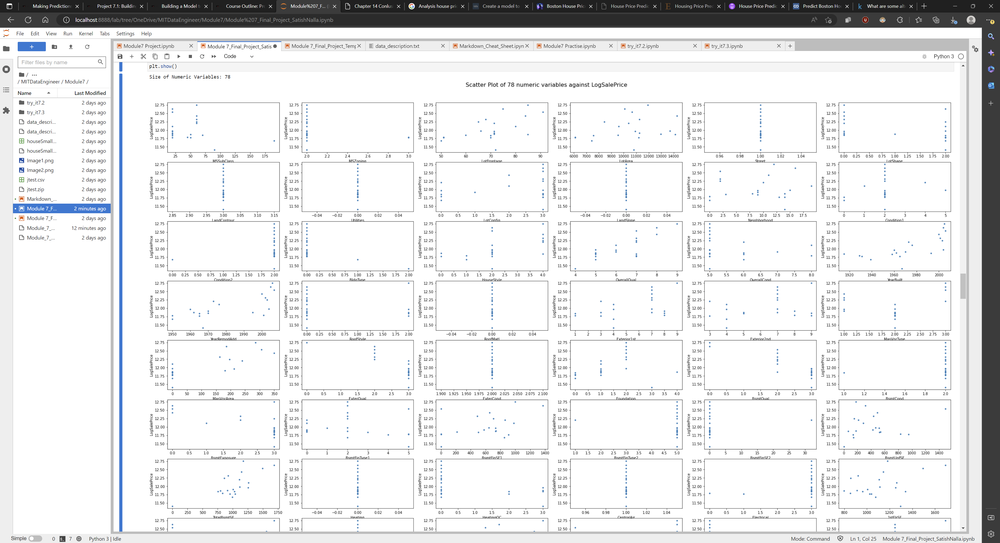 Making Predictions
Project 7.1: Buildin
Building a Model t
Course Outline: Pr
Module%207_F... (
Chapter 14 Conlus
Analysis house pric
Create a model to
Boston House Pric
House Price Predic
Housing Price Pred
House Price Predic
Predict Boston Ho
What are some alt
localhost:8888/lab/tree/OneDrive/MITDataEngineer/Module7/Module%207_Final_Project_SatishNalla.ipynb
File Edit View Run Kernel Tabs Settings Help
Module7 Project.ipynb
Module 7_Final_Project_Satis
Module 7_Final_Project_Temp
data_description.txt
Markdown_Cheat_Sheet.ipyn
Module7 Practise.ipynb
try_it7.2.ipynb
try_it7.3.ipynb
Code
Python 3
Filter files by name
/ ...
/ MITDataEngineer / Module7 /
Name Last Modified
try_it7.2 2 days ago
try_it7.3 2 days ago
data_descri... 2 days ago
data_descri... 2 days ago
houseSmall... 2 days ago
houseSmall... 2 days ago
Image1.png 2 days ago
Image2.png 2 days ago
jtest.csv 2 days ago
jtest.zip 2 days ago
Markdown_... 2 days ago
Module 7_F... 2 minutes ago
Module 7_F... 2 days ago
Module_7_... 12 minutes ago
Module_7_... 2 days ago
plt.show()
Size of Numeric Variables: 78
Scatter Plot of 78 numeric variables against LogSalePrice
LogSalePrice LogSalePrice LogSalePrice LogSalePrice LogSalePrice LogSalePrice
12.75 12.50 12.25 12.00 11.75 11.50
25 50 75 100 125 150 175
2.0 2.2 2.4 2.6 2.8 3.0
50 60 70 80 90
6000 7000 8000 9000 10000 11000 12000 13000 14000
0.96 0.98 1.00 1.02 1.04
0.00 0.25 0.50 0.75 1.00 1.25 1.50 1.75 2.00
MSSubClass MSZoning LotFrontage LotArea Street LotShape
2.85 2.90 2.95 3.00 3.05 3.10 3.15
−0.04 −0.02 0.00 0.02 0.04
0.0 0.5 1.0 1.5 2.0 2.5 3.0
−0.04 −0.02 0.00 0.02 0.04
0.0 2.5 5.0 7.5 10.0 12.5 15.0 17.5
0 1 2 3 4 5
LandContour Utilities LotConfig LandSlope Neighborhood Condition1
0.00 0.25 0.50 0.75 1.00 1.25 1.50 1.75 2.00
0.00 0.25 0.50 0.75 1.00 1.25 1.50 1.75 2.00
0.0 0.5 1.0 1.5 2.0 2.5 3.0 3.5 4.0
4 5 6 7 8 9
5.0 5.5 6.0 6.5 7.0 7.5 8.0
1920 1940 1960 1980 2000
Condition2 BldgType HouseStyle OverallQual OverallCond YearBuilt
1950 1960 1970 1980 1990 2000
0.00 0.25 0.50 0.75 1.00 1.25 1.50 1.75 2.00
−0.04 −0.02 0.00 0.02 0.04
1 2 3 4 5 6 7 8 9
3 4 5 6 7 8 9
1.00 1.25 1.50 1.75 2.00 2.25 2.50 2.75 3.00
YearRemodAdd RoofStyle RoofMatl Exterior1st Exterior2nd MasVnrType
0 50 100 150 200 250 300 350
0.0 0.5 1.0 1.5 2.0 2.5 3.0
1.900 1.925 1.950 1.975 2.000 2.025 2.050 2.075 2.100
0.0 0.5 1.0 1.5 2.0 2.5 3.0 3.5 4.0
0.0 0.5 1.0 1.5 2.0 2.5 3.0
1.0 1.2 1.4 1.6 1.8 2.0
MasVnrArea ExterQual ExterCond Foundation BsmtQual BsmtCond
0.0 0.5 1.0 1.5 2.0 2.5 3.0
0 1 2 3 4 5
0 200 400 600 800 1000 1200 1400
1.0 1.5 2.0 2.5 3.0 3.5 4.0 4.5 5.0
0 5 10 15 20 25 30
0 200 400 600 800 1000 1200 1400
BsmtExposure BsmtFinType1 BsmtFinSF1 BsmtFinType2 BsmtFinSF2 BsmtUnfSF
0 250 500 750 1000 1250 1500 1750
−0.04 −0.02 0.00 0.02 0.04
0.0 0.5 1.0 1.5 2.0 2.5 3.0
0.96 0.98 1.00 1.02 1.04
0.0 0.5 1.0 1.5 2.0 2.5 3.0
800 1000 1200 1400 1600
TotalBsmtSF Heating HeatingQC CentralAir Electrical 1stFlrSF
12.75 12.75 12.75 12.75 12.75 12.75
12.50 12.50 12.50 12.50 12.50 12.50
Simple 0 7 Python 3 | Idle
Mode: Command Ln 1, Col 25 Module 7_Final_Project_SatishNalla.ipynb